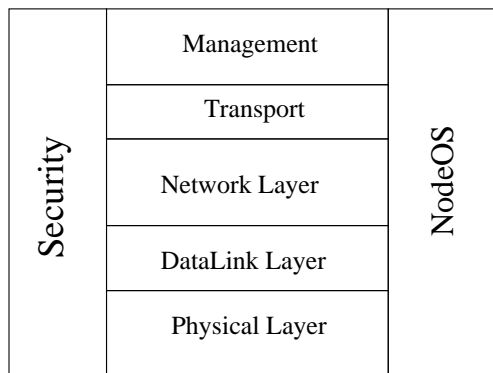 Security
Management
Transport
Network Layer
DataLink Layer
Physical Layer
NodeOS